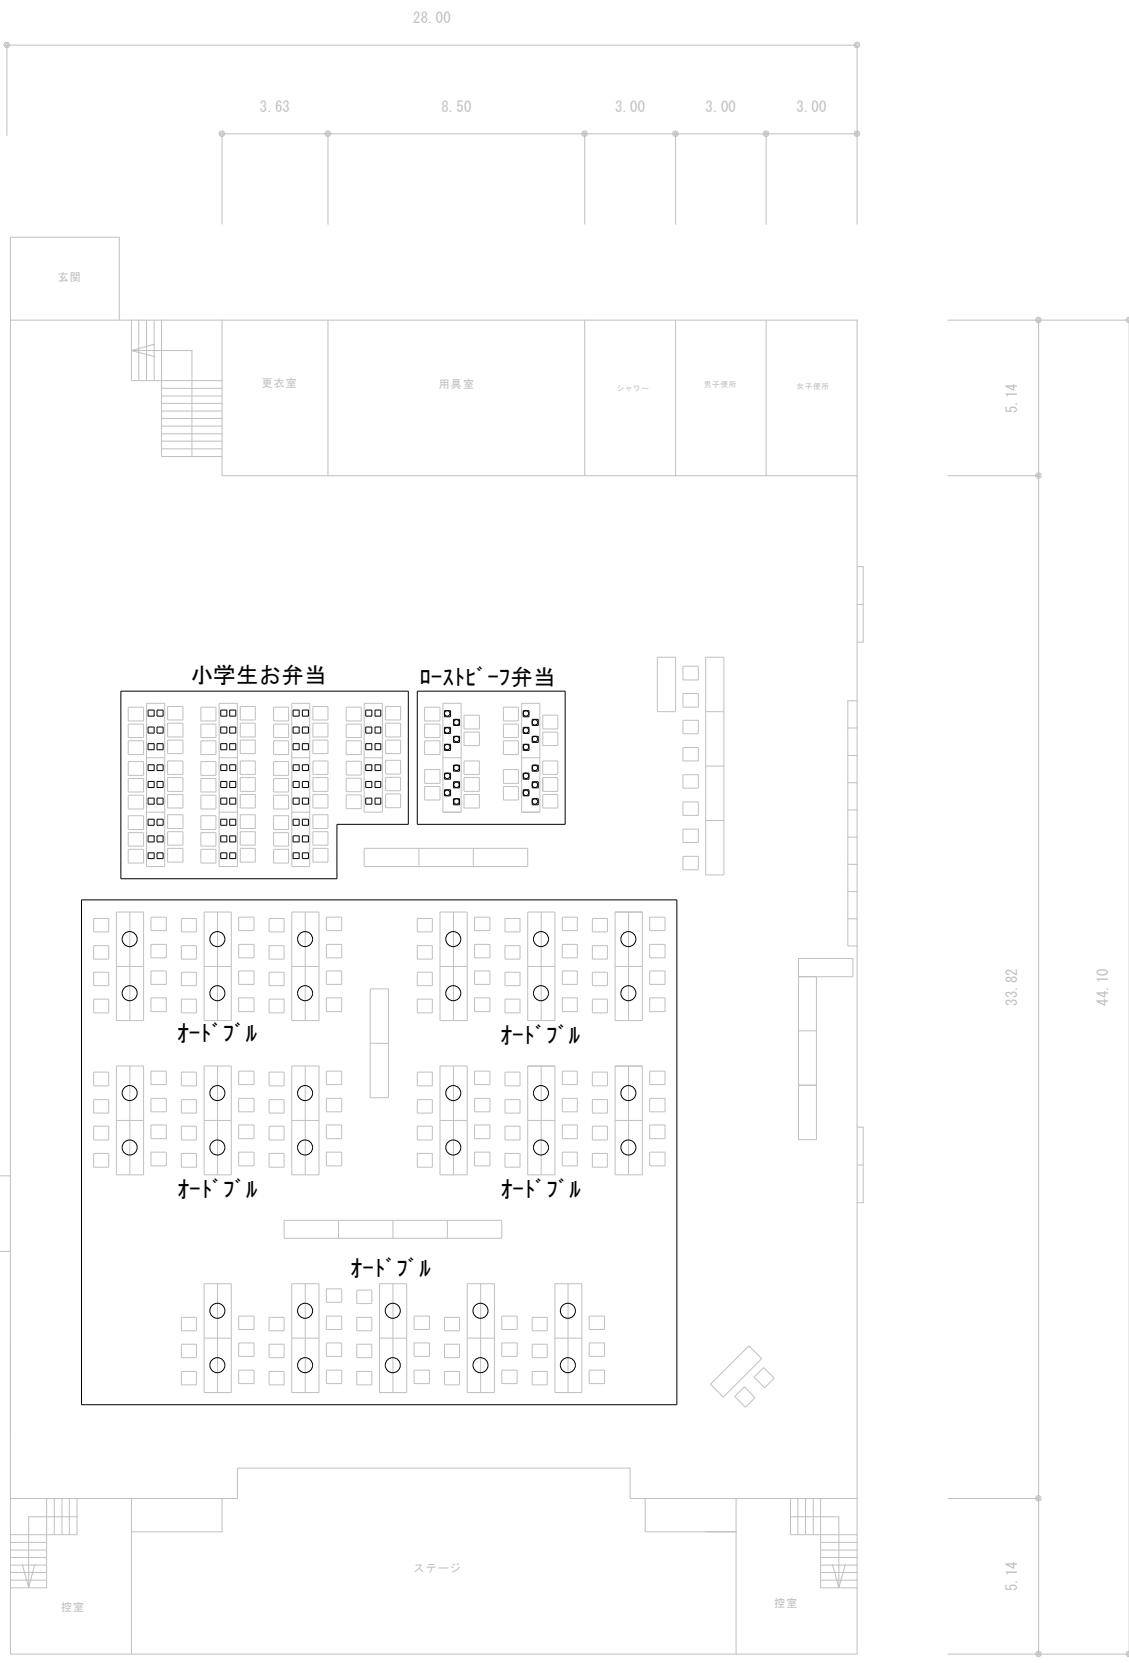 28.00
3.63
8.50
3.00
3.00
3.00
玄関
更衣室
用具室
シャワー
男子便所
女子便所
5.14
小学生お弁当
ﾛｰｽﾄﾋﾞｰﾌ弁当
33.82
44.10
ｵｰﾄﾞﾌﾞﾙ
ｵｰﾄﾞﾌﾞﾙ
ｵｰﾄﾞﾌﾞﾙ
ｵｰﾄﾞﾌﾞﾙ
ｵｰﾄﾞﾌﾞﾙ
ステージ
5.14
控室
控室